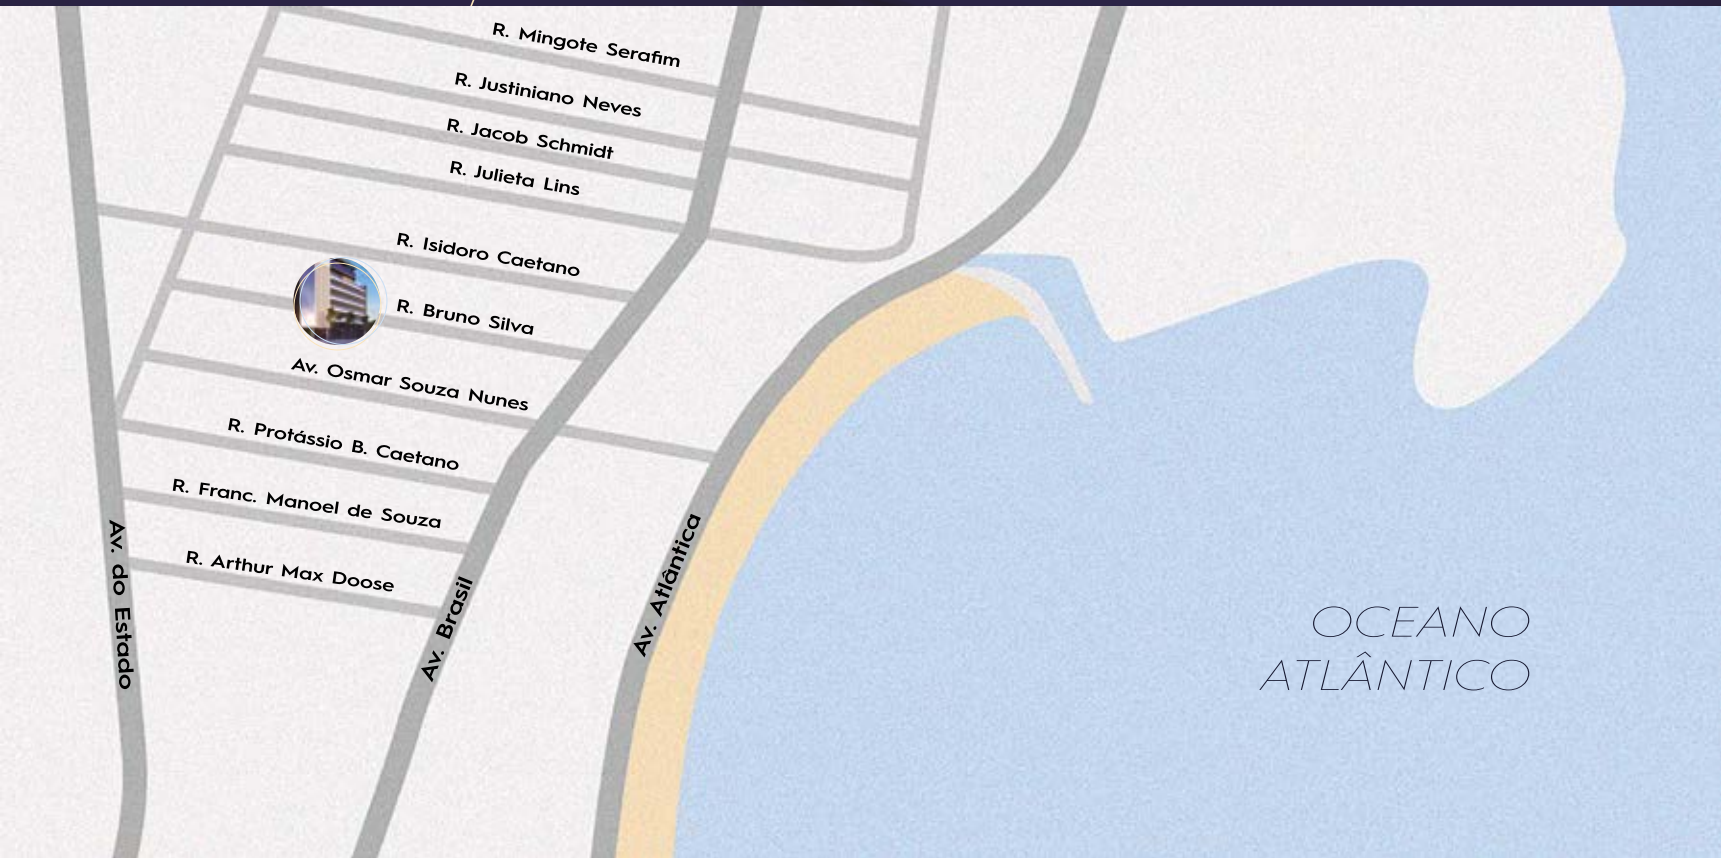 R. Mingote Serafim
R. Justiniano Neves
R. Jacob Schmidt
R. Julieta Lins
R. Isidoro Caetano
R. Bruno Silva
Av. Osmar Souza Nunes
R. Protássio B. Caetano
R. Franc. Manoel de Souza
R. Arthur Max Doose
Av. do Estado
Av. Brasil
Av. Atlântica
OCEANO
ATLÂNTICO